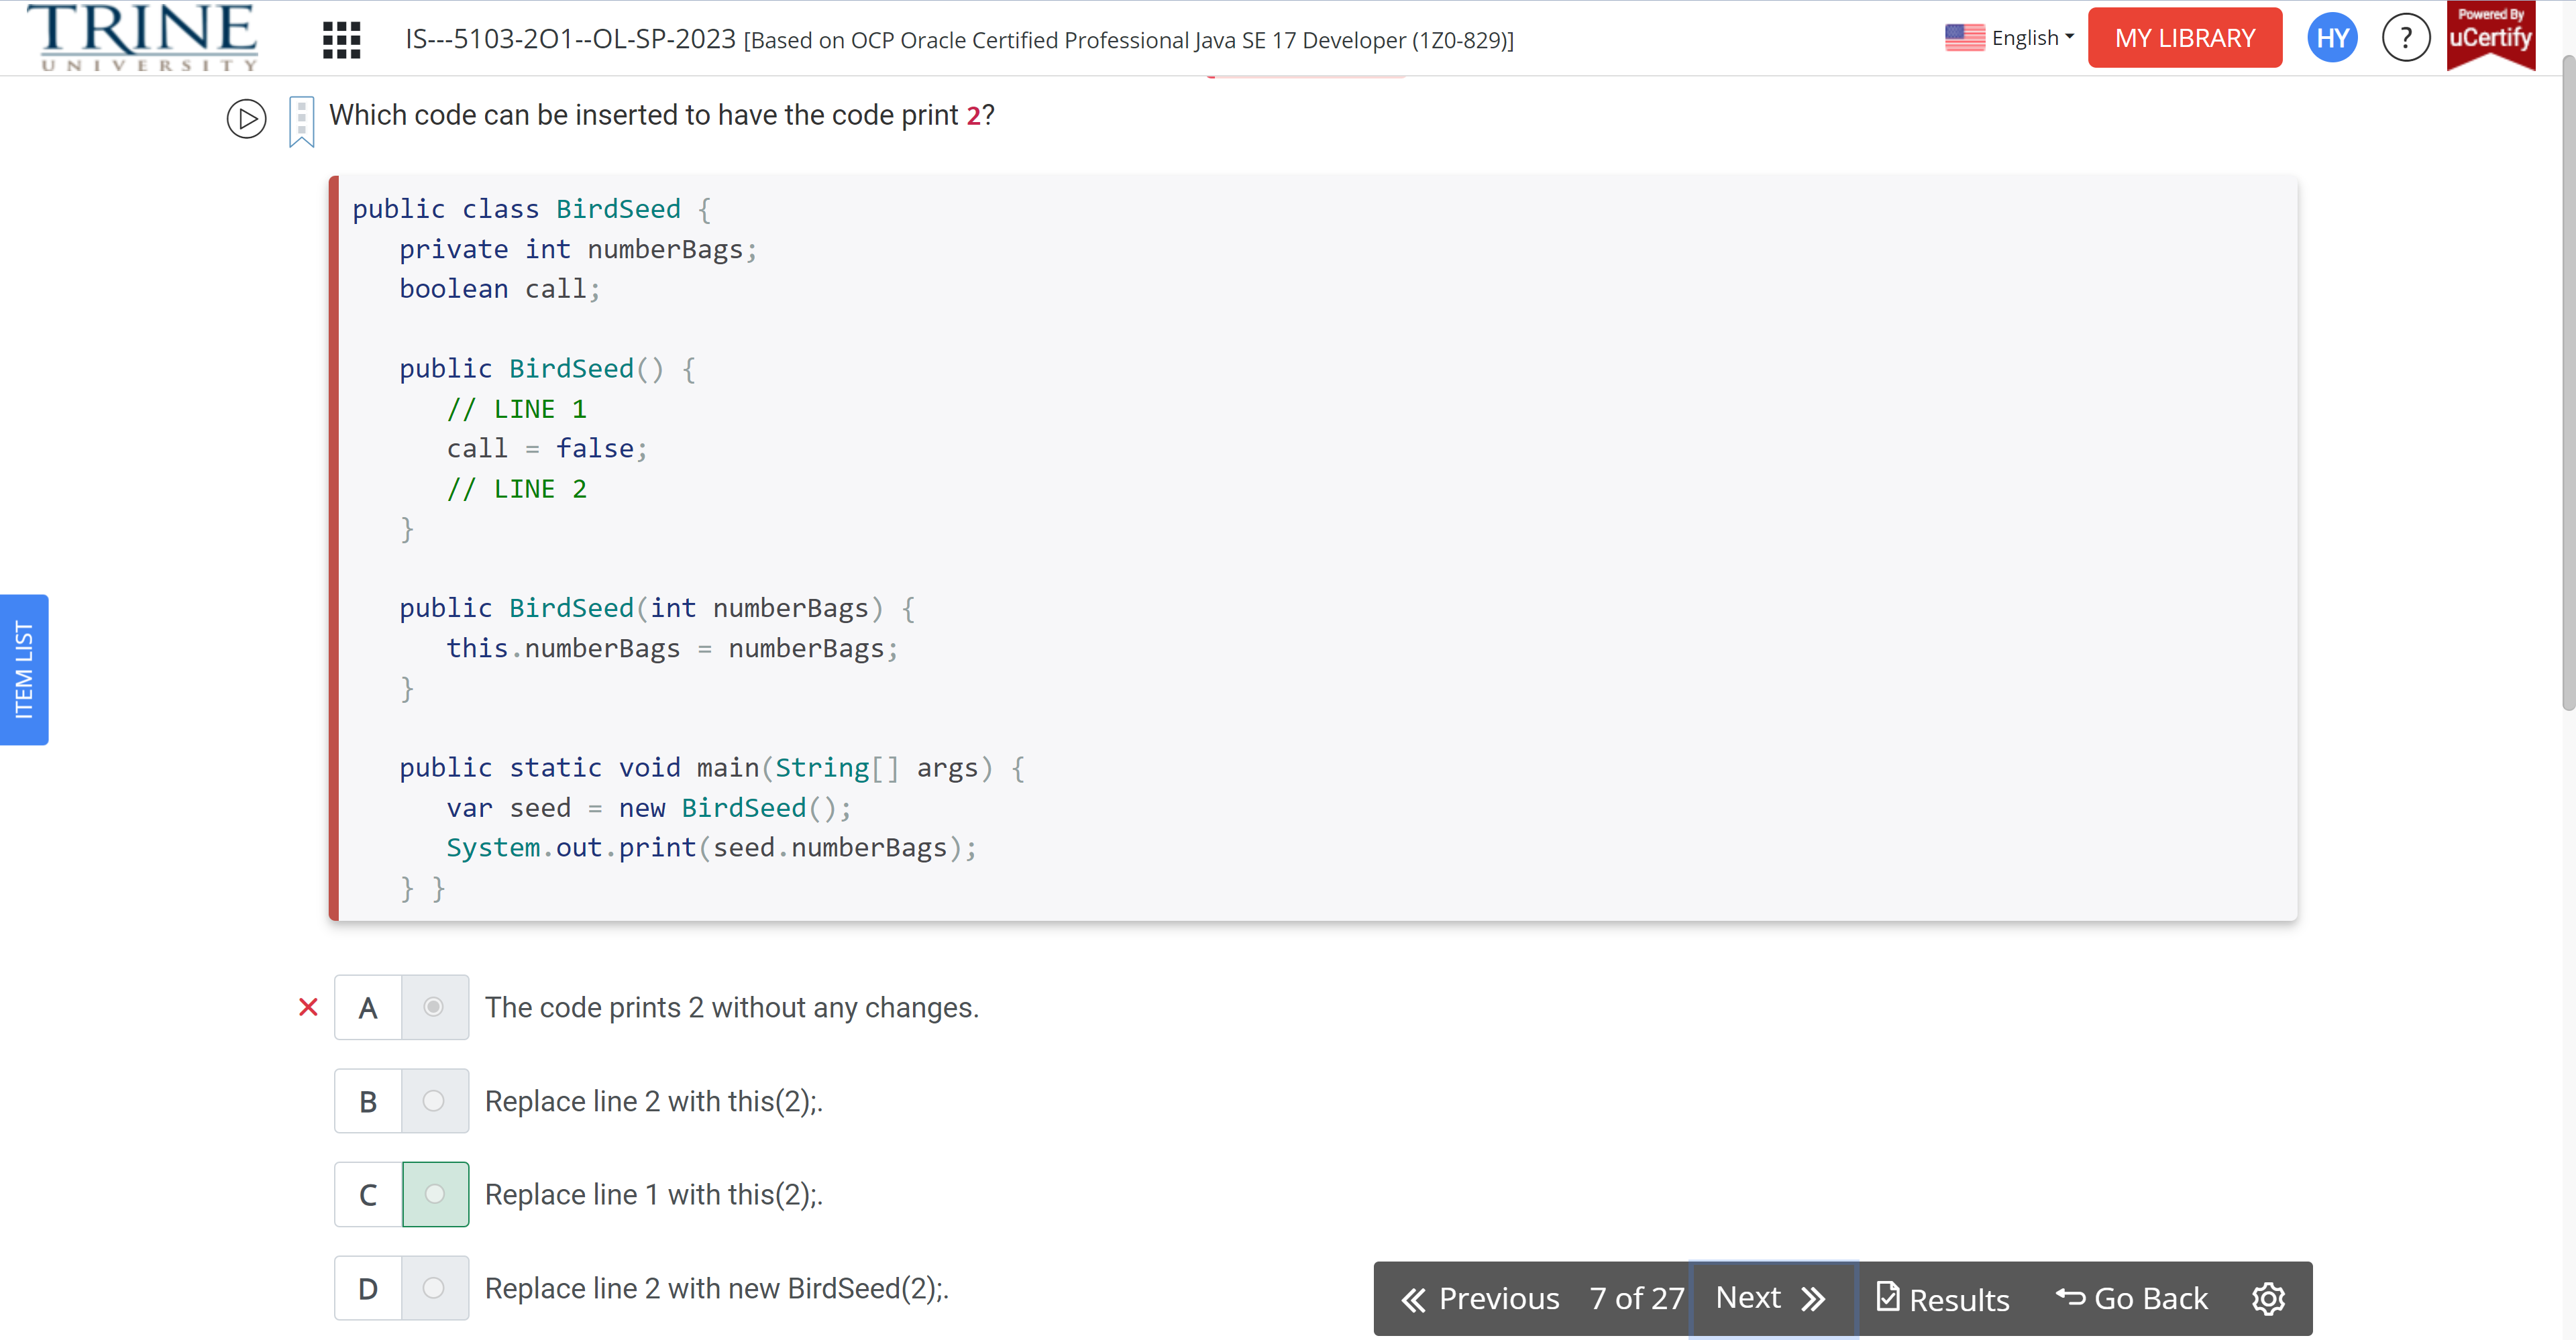 TRINE
UNIVERSITY
IS---5103-2O1--OL-SP-2023 [Based on OCP Oracle Certified Professional Java SE 17 Developer (1Z0-829)]
English
MY LIBRARY
HY
?
Powered By
uCertify
Which code can be inserted to have the code print 2?
public class BirdSeed {
private int numberBags;
boolean call;
public BirdSeed() {
// LINE 1
call = false;
// LINE 2
}
public BirdSeed(int numberBags) {
this.numberBags = numberBags;
}
public static void main(String[] args) {
var seed = new BirdSeed();
System.out.print(seed.numberBags);
} }
ITEM LIST
A The code prints 2 without any changes.
B Replace line 2 with this(2);.
C Replace line 1 with this(2);.
D Replace line 2 with new BirdSeed(2);.
Previous 7 of 27 Next Results Go Back